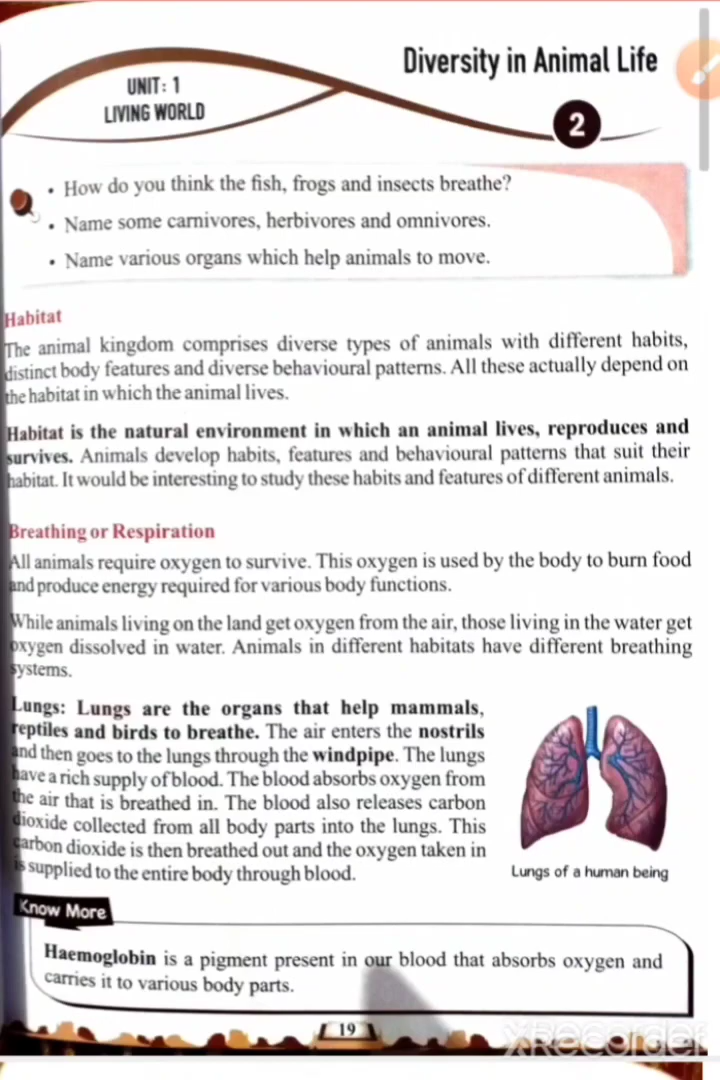 Diversity in Animal Life
UNIT: 1
LIVING WORLD
2
• How do you think the fish, frogs and insects breathe?
• Name some carnivores, herbivores and omnivores.
• Name various organs which help animals to move.
Habitat
The animal kingdom comprises diverse types of animals with different habits,
distinct body features and diverse behavioural patterns. All these actually depend on
the habitat in which the animal lives.
Habitat is the natural environment in which an animal lives, reproduces and
survives. Animals develop habits, features and behavioural patterns that suit their
habitat. It would be interesting to study these habits and features of different animals.
Breathing or Respiration
All animals require oxygen to survive. This oxygen is used by the body to burn food
and produce energy required for various body functions.
While animals living on the land get oxygen from the air, those living in the water get
oxygen dissolved in water. Animals in different habitats have different breathing
systems.
Lungs: Lungs are the organs that help mammals,
reptiles and birds to breathe. The air enters the nostrils
and then goes to the lungs through the windpipe. The lungs
have a rich supply of blood. The blood absorbs oxygen from
the air that is breathed in. The blood also releases carbon
dioxide collected from all body parts into the lungs. This
carbon dioxide is then breathed out and the oxygen taken in
is supplied to the entire body through blood.
Lungs of a human being
Know More
Haemoglobin is a pigment present in our blood that absorbs oxygen and
carries it to various body parts.
19
XRecorder